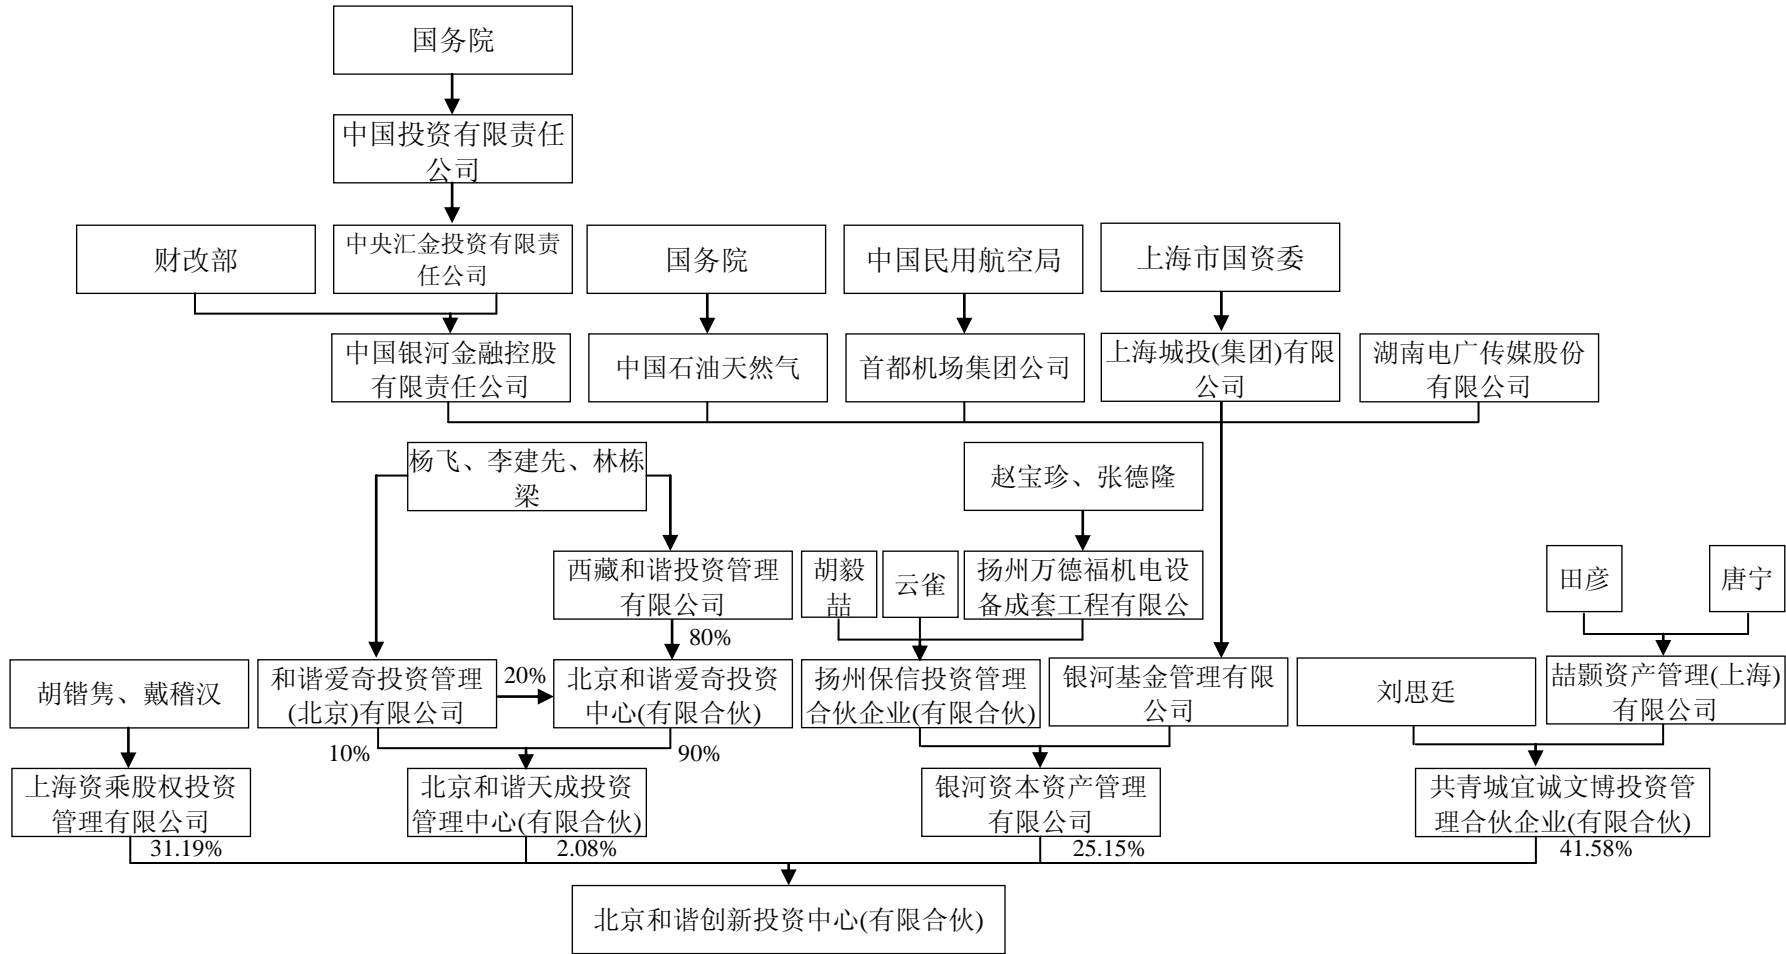 国务院
中国投资有限责任
公司
财改部
中央汇金投资有限责
任公司
国务院
中国民用航空局
上海市国资委
中国银河金融控股
有限责任公司
中国石油天然气
首都机场集团公司
上海城投(集团)有限
公司
湖南电广传媒股份
有限公司
杨飞、李建先、林栋
梁
赵宝珍、张德隆
西藏和谐投资管理
有限公司
胡毅
喆
云雀
扬州万德福机电设
备成套工程有限公
田彦
唐宁
80%
胡锴隽、戴稽汉
和谐爱奇投资管理
(北京)有限公司
20%
北京和谐爱奇投资
中心(有限合伙)
扬州保信投资管理
合伙企业(有限合伙)
银河基金管理有限
公司
刘思廷
喆颢资产管理(上海)
有限公司
10%
90%
上海资乘股权投资
管理有限公司
北京和谐天成投资
管理中心(有限合伙)
银河资本资产管理
有限公司
共青城宜诚文博投资管
理合伙企业(有限合伙)
31.19%
2.08%
25.15%
41.58%
北京和谐创新投资中心(有限合伙)